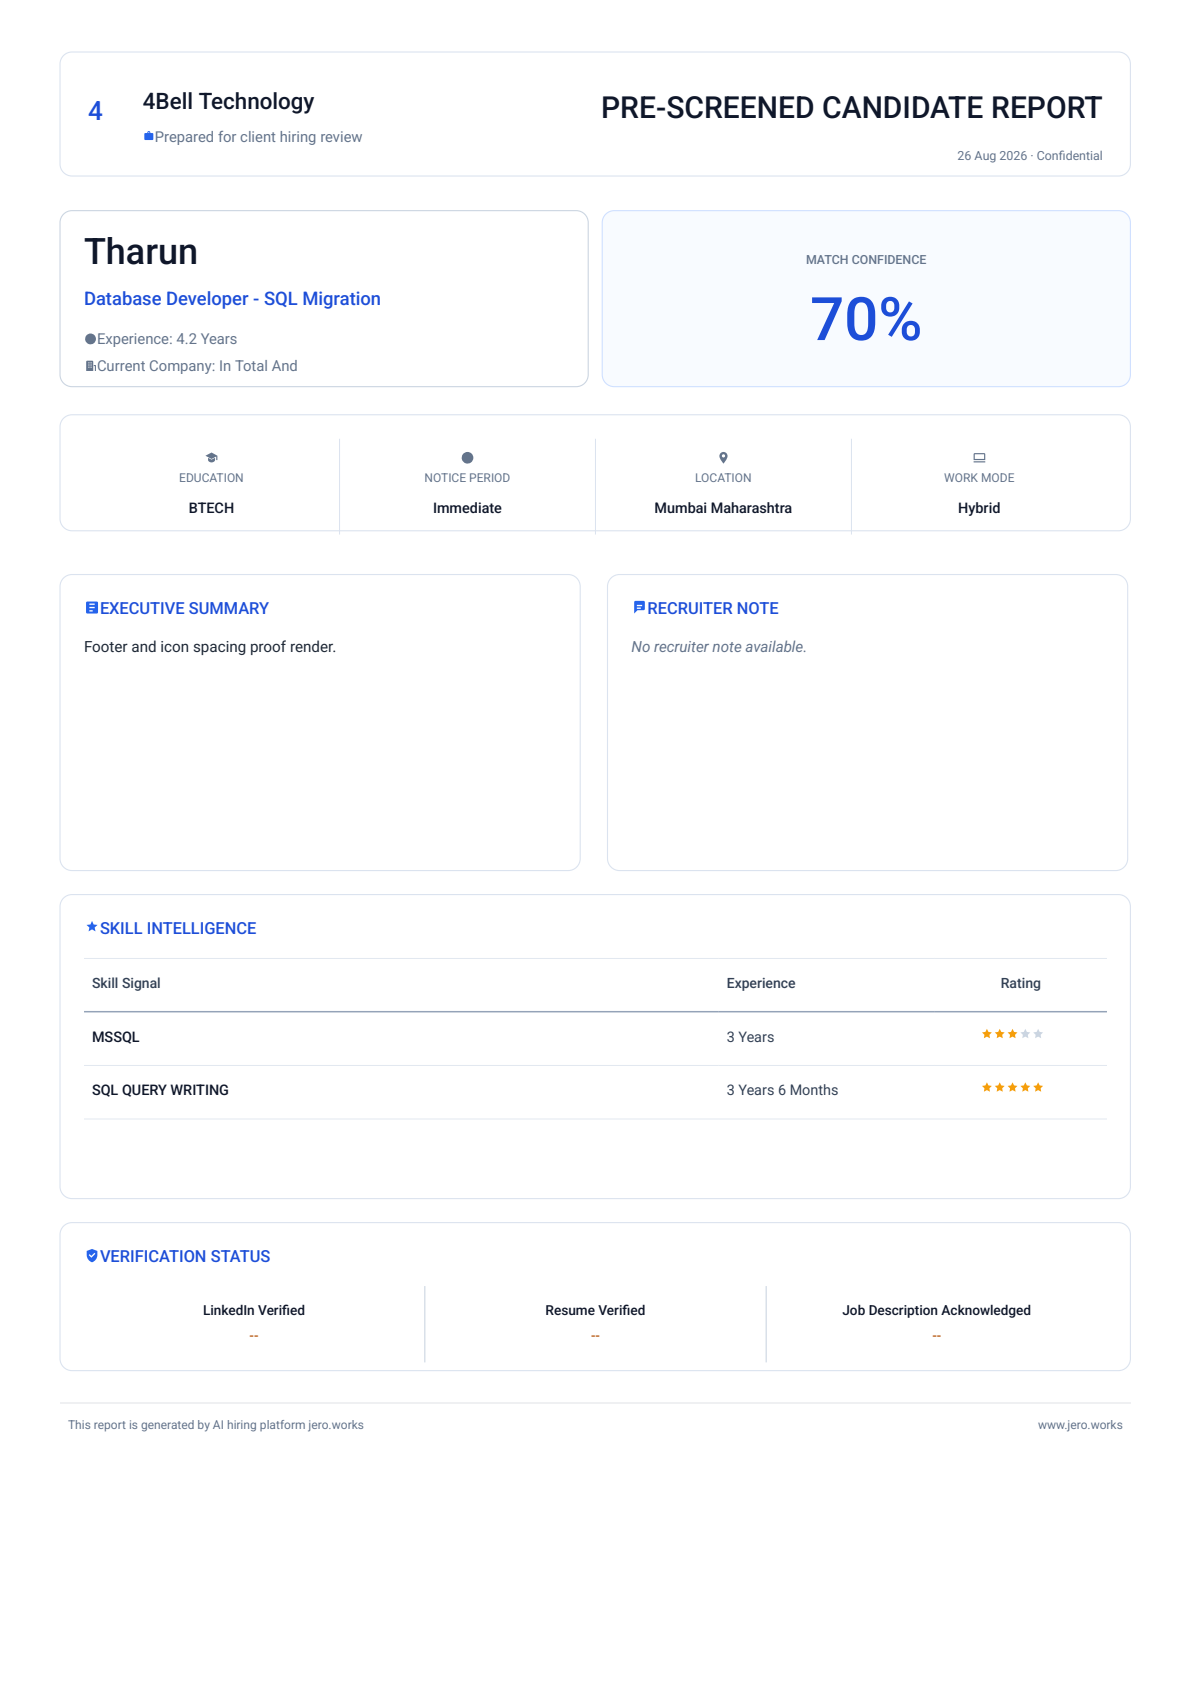 4
4Bell Technology
Prepared for client hiring review
PRE-SCREENED CANDIDATE REPORT
26 Aug 2026 · Confidential
Tharun
Database Developer - SQL Migration
Experience: 4.2 Years
Current Company: In Total And
MATCH CONFIDENCE
70%
EDUCATION
BTECH
NOTICE PERIOD
Immediate
LOCATION
Mumbai Maharashtra
WORK MODE
Hybrid
EXECUTIVE SUMMARY
Footer and icon spacing proof render.
RECRUITER NOTE
No recruiter note available.
SKILL INTELLIGENCE
Skill Signal Experience Rating
MSSQL 3 Years
SQL QUERY WRITING 3 Years 6 Months
VERIFICATION STATUS
LinkedIn Verified
--
Resume Verified
--
Job Description Acknowledged
--
This report is generated by AI hiring platform jero.works
www.jero.works